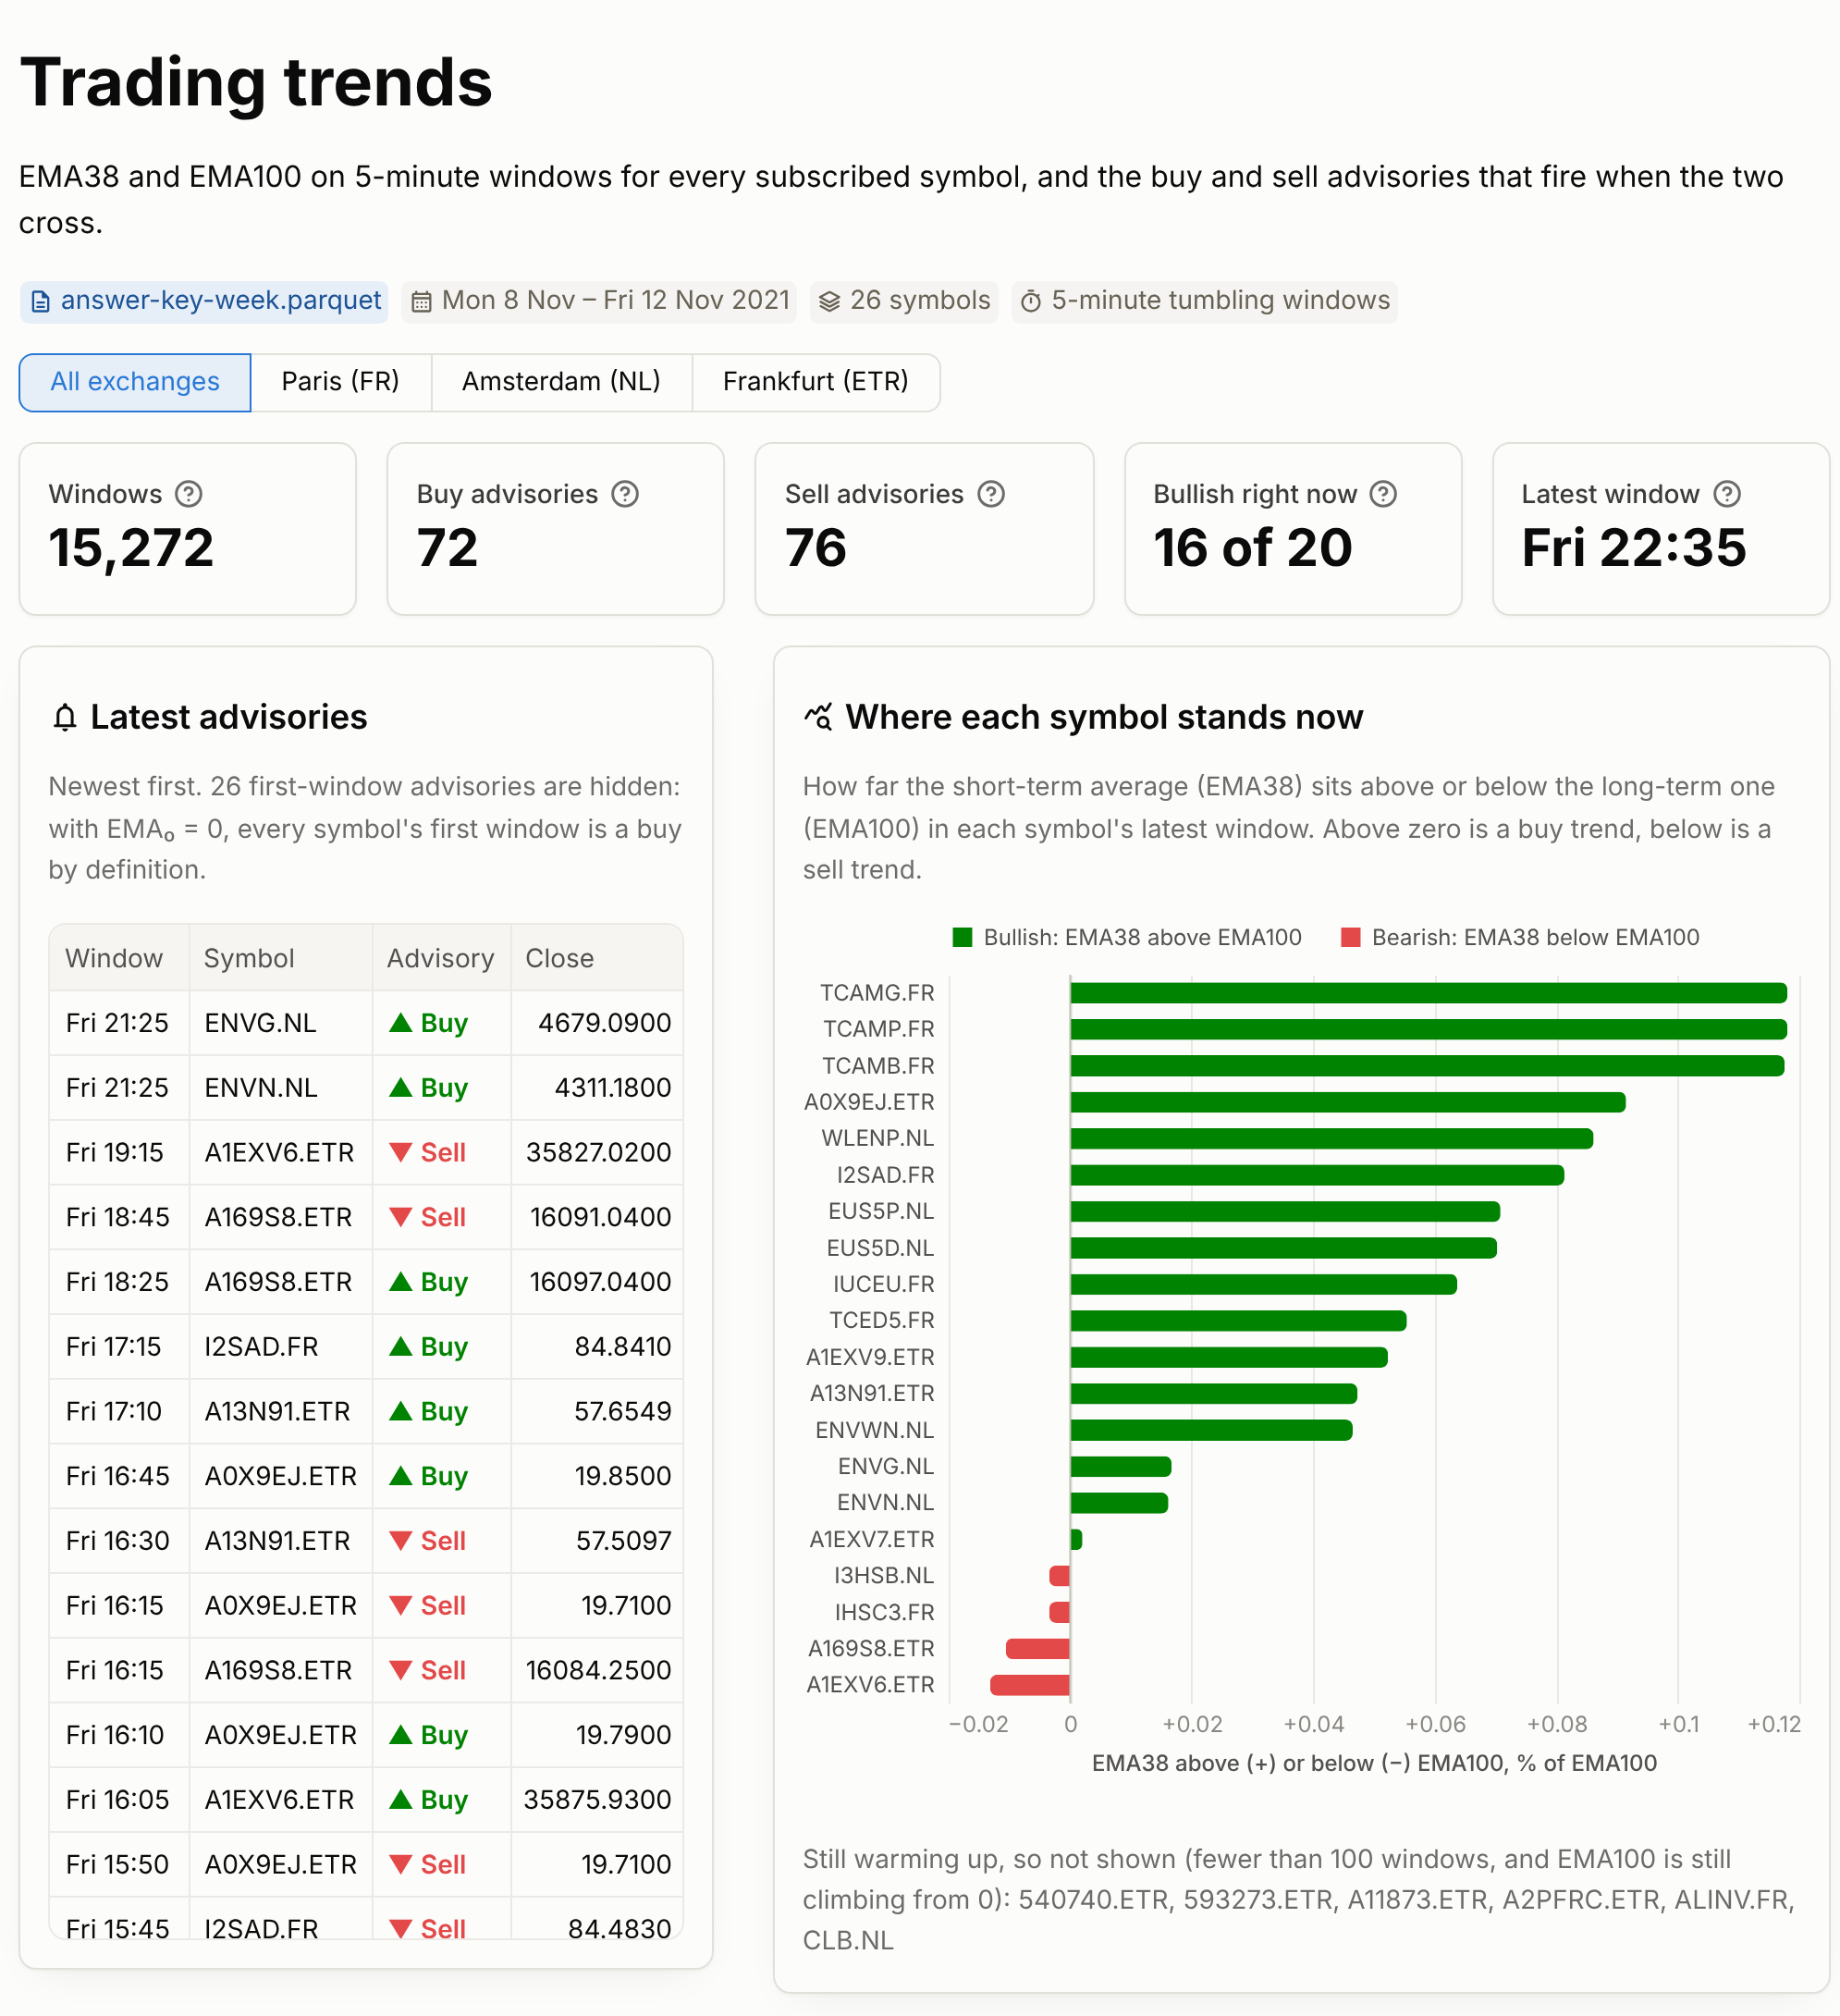 Trading trends
EMA38 and EMA100 on 5-minute windows for every subscribed symbol, and the buy and sell advisories that fire when the two
cross.
answer-key-week.parquet
Mon 8 Nov – Fri 12 Nov 2021
26 symbols
5-minute tumbling windows
All exchanges
Paris (FR)
Amsterdam (NL)
Frankfurt (ETR)
Windows
15,272
Buy advisories
72
Sell advisories
76
Bullish right now
16 of 20
Latest window
Fri 22:35
Latest advisories
Newest first. 26 first-window advisories are hidden:
with EMA₀ = 0, every symbol's first window is a buy
by definition.
Window Symbol Advisory Close
Fri 21:25 ENVG.NL ▲ Buy 4679.0900
Fri 21:25 ENVN.NL ▲ Buy 4311.1800
Fri 19:15 A1EXV6.ETR ▼ Sell 35827.0200
Fri 18:45 A169S8.ETR ▼ Sell 16091.0400
Fri 18:25 A169S8.ETR ▲ Buy 16097.0400
Fri 17:15 I2SAD.FR ▲ Buy 84.8410
Fri 17:10 A13N91.ETR ▲ Buy 57.6549
Fri 16:45 A0X9EJ.ETR ▲ Buy 19.8500
Fri 16:30 A13N91.ETR ▼ Sell 57.5097
Fri 16:15 A0X9EJ.ETR ▼ Sell 19.7100
Fri 16:15 A169S8.ETR ▼ Sell 16084.2500
Fri 16:10 A0X9EJ.ETR ▲ Buy 19.7900
Fri 16:05 A1EXV6.ETR ▲ Buy 35875.9300
Fri 15:50 A0X9EJ.ETR ▼ Sell 19.7100
Fri 15:45 I2SAD.FR ▼ Sell 84.4830
Where each symbol stands now
How far the short-term average (EMA38) sits above or below the long-term one
(EMA100) in each symbol's latest window. Above zero is a buy trend, below is a
sell trend.
Bullish: EMA38 above EMA100
Bearish: EMA38 below EMA100
TCAMG.FR
TCAMP.FR
TCAMB.FR
A0X9EJ.ETR
WLENP.NL
I2SAD.FR
EUS5P.NL
EUS5D.NL
IUCEU.FR
TCED5.FR
A1EXV9.ETR
A13N91.ETR
ENVWN.NL
ENVG.NL
ENVN.NL
A1EXV7.ETR
I3HSB.NL
IHSC3.FR
A169S8.ETR
A1EXV6.ETR
−0.02 0 +0.02 +0.04 +0.06 +0.08 +0.1 +0.12
EMA38 above (+) or below (−) EMA100, % of EMA100
Still warming up, so not shown (fewer than 100 windows, and EMA100 is still
climbing from 0): 540740.ETR, 593273.ETR, A11873.ETR, A2PFRC.ETR, ALINV.FR,
CLB.NL